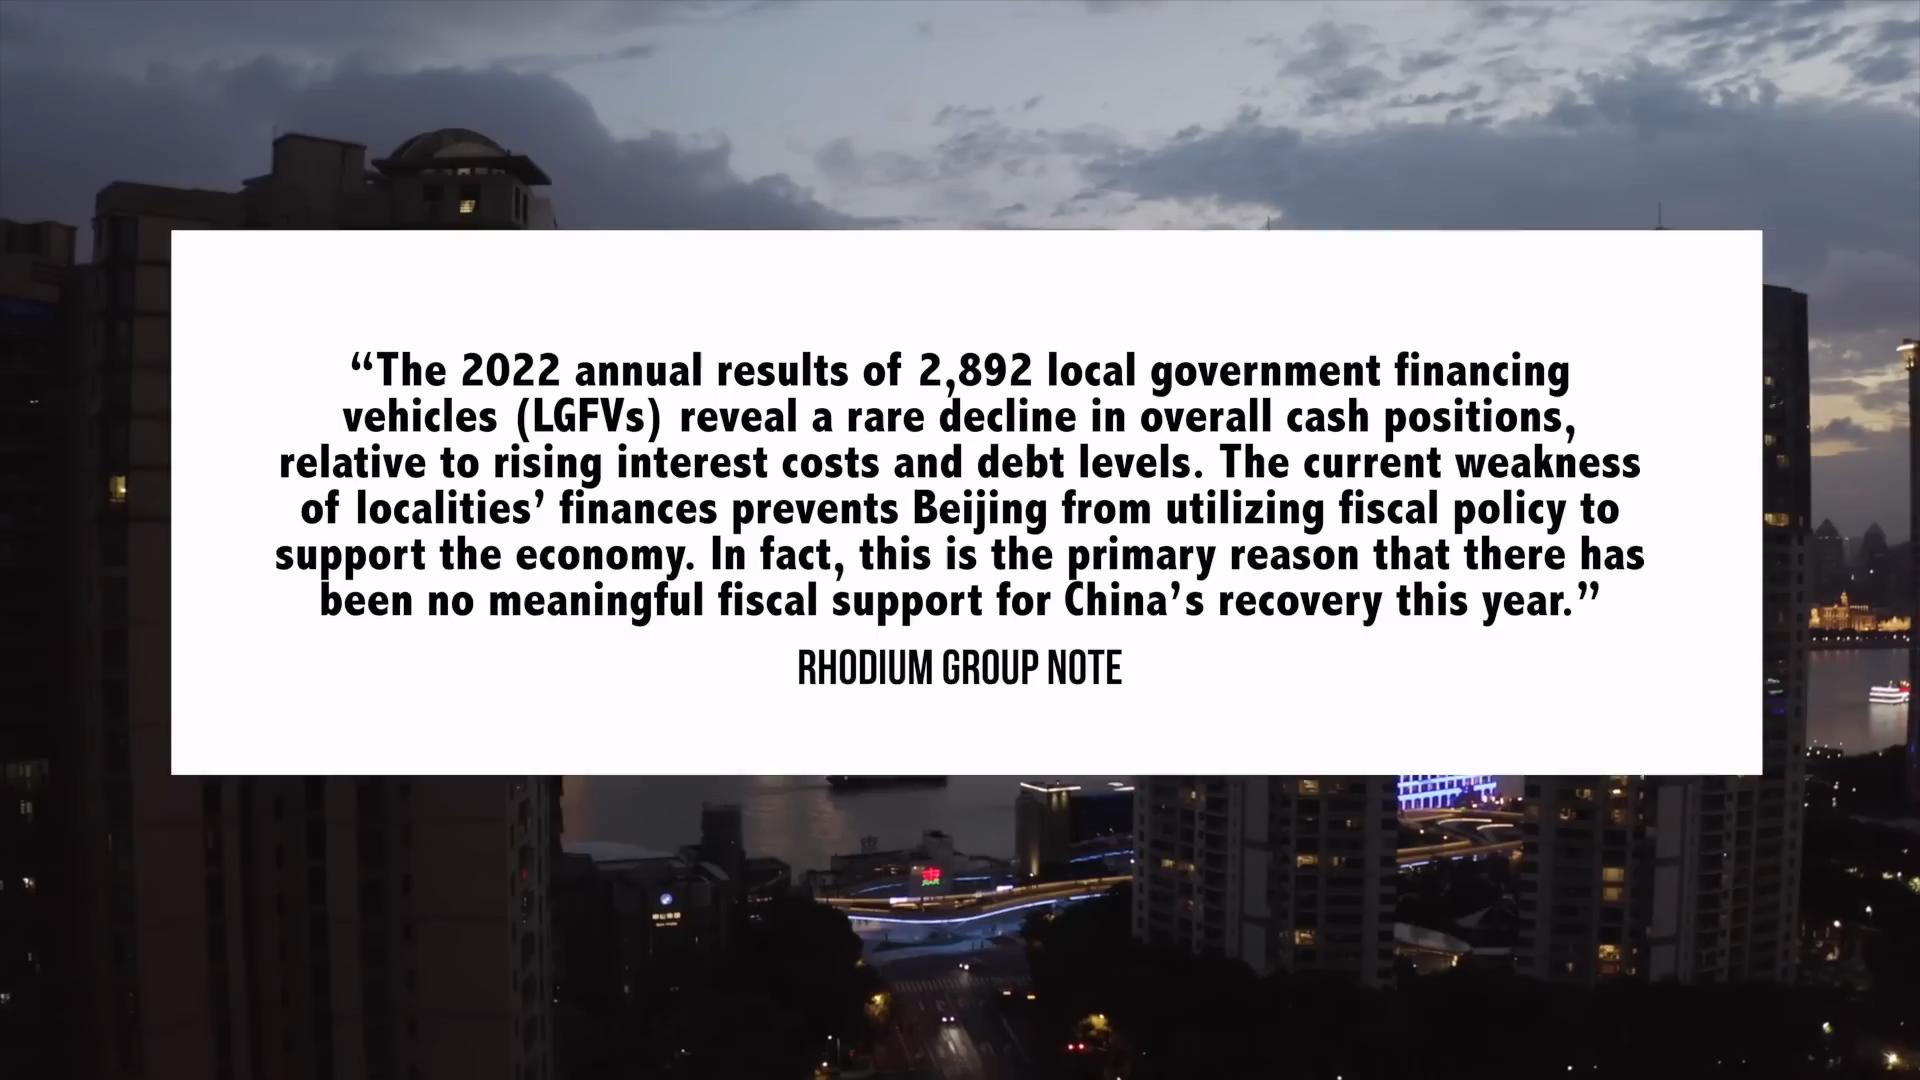 “The 2022 annual results of 2,892 local government financing
vehicles (LGFVs) reveal a rare decline in overall cash positions,
relative to rising interest costs and debt levels. The current weakness
of localities’ finances prevents Beijing from utilizing fiscal policy to
support the economy. In fact, this is the primary reason that there has
been no meaningful fiscal support for China’s recovery this year.”
RHODIUM GROUP NOTE